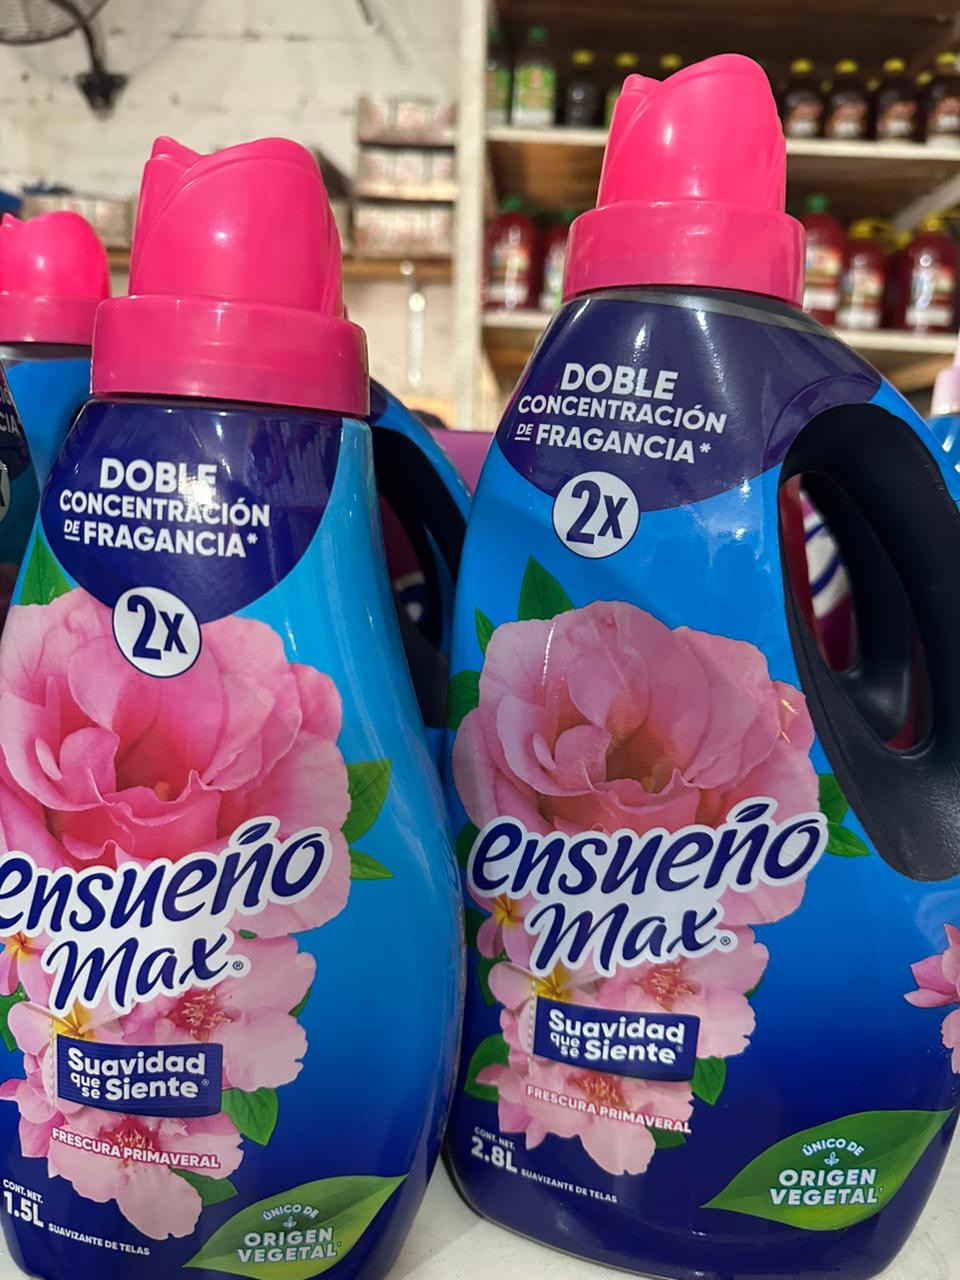 DOBLE
CONCENTRACIÓN
DE FRAGANCIA*
2X
ensueño
Max®
Suavidad
que se Siente®
FRESCURA PRIMAVERAL
CONT. NET.
1.5L SUAVIZANTE DE TELAS
ÚNICO DE
ORIGEN
VEGETAL
DOBLE
CONCENTRACIÓN
DE FRAGANCIA*
2X
ensueño
Max®
Suavidad
que se Siente®
FRESCURA PRIMAVERAL
CONT. NET.
2.8L SUAVIZANTE DE TELAS
ÚNICO DE
ORIGEN
VEGETAL